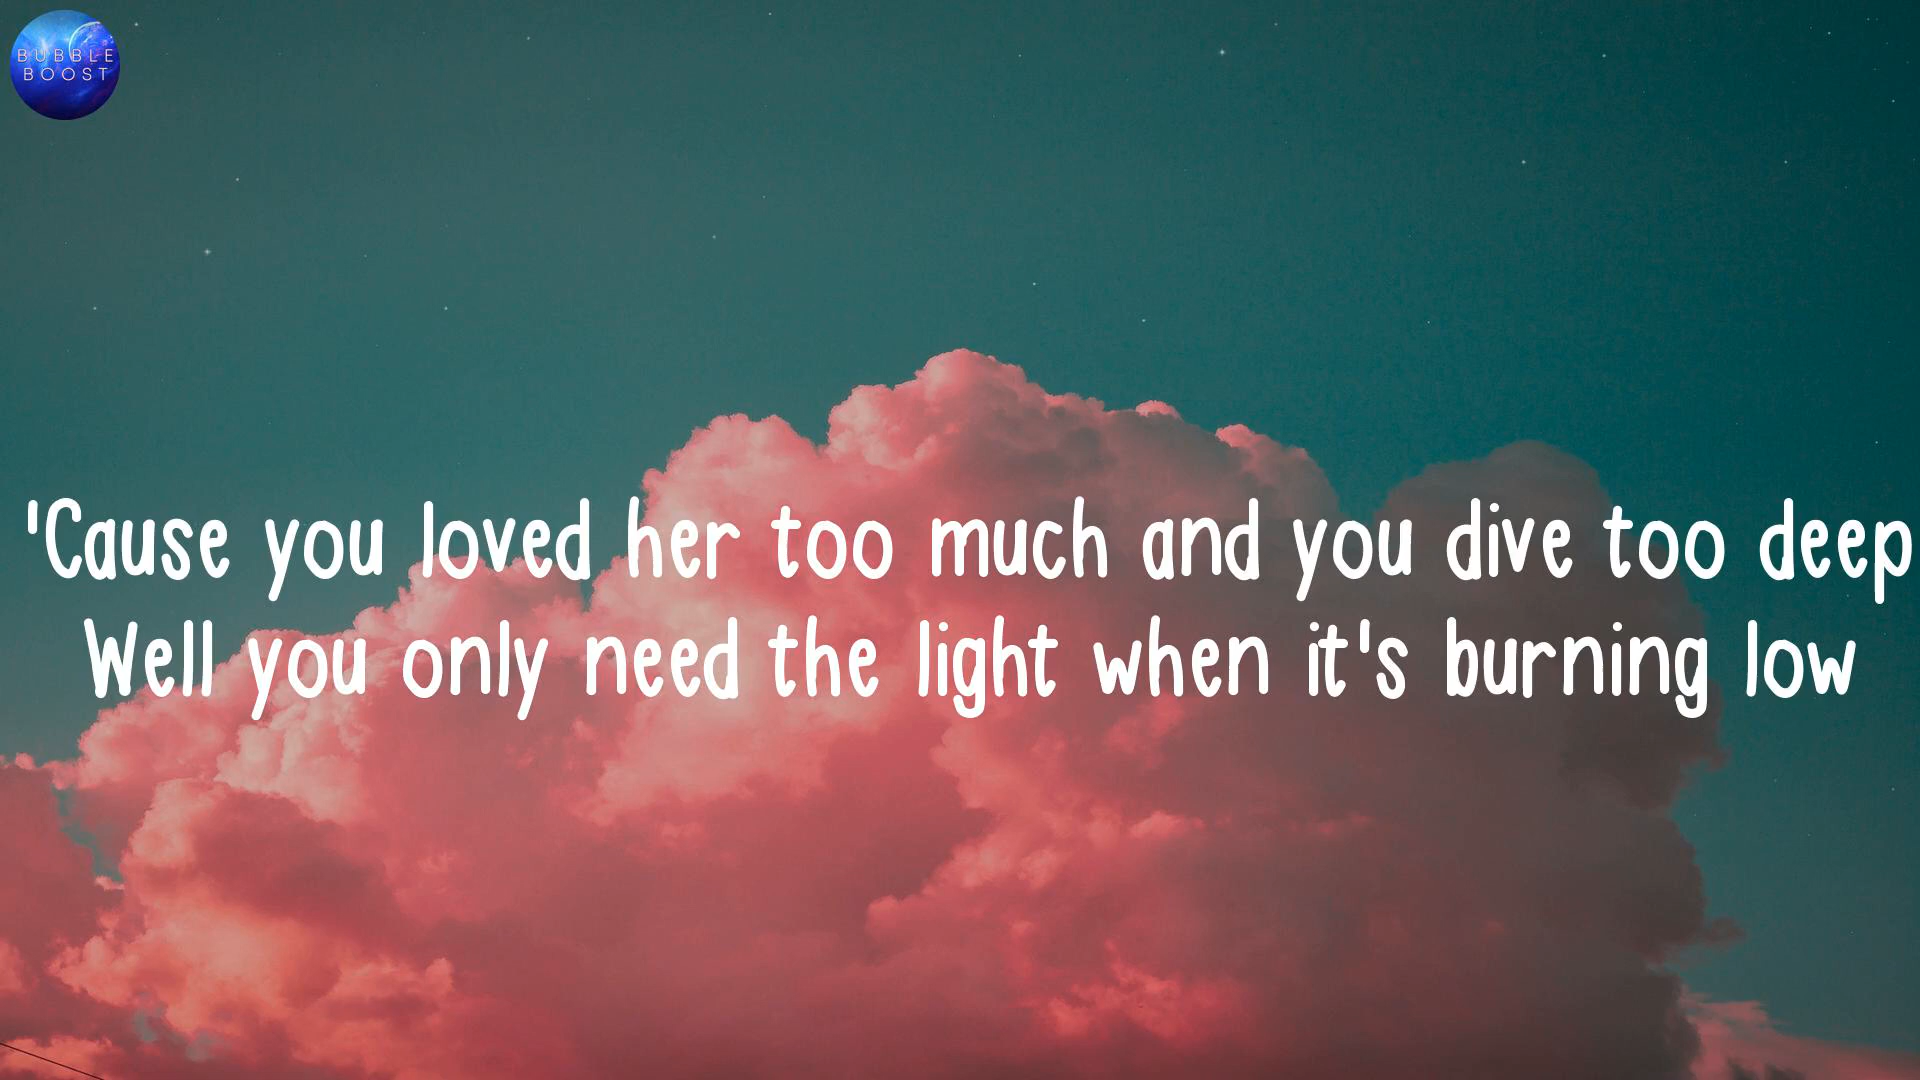 BUBBLE
BOOST
'Cause you loved her too much and you dive too deep
Well you only need the light when it's burning low